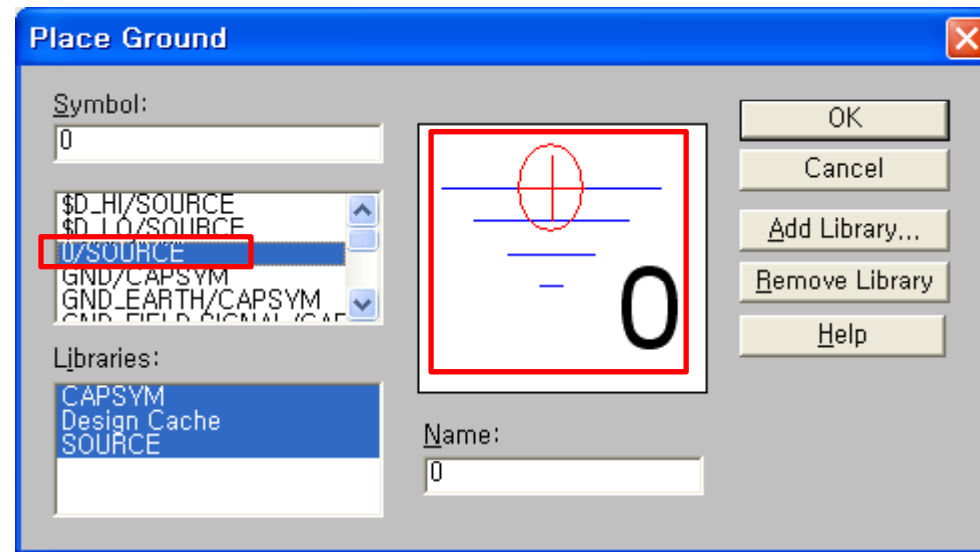 Place Ground
Symbol:
0
$D_HI/SOURCE
$D_LO/SOURCE
0/SOURCE
GND/CAPSYM
GND_EARTH/CAPSYM
Libraries:
CAPSYM
Design Cache
SOURCE
0
Name:
0
OK
Cancel
Add Library...
Remove Library
Help